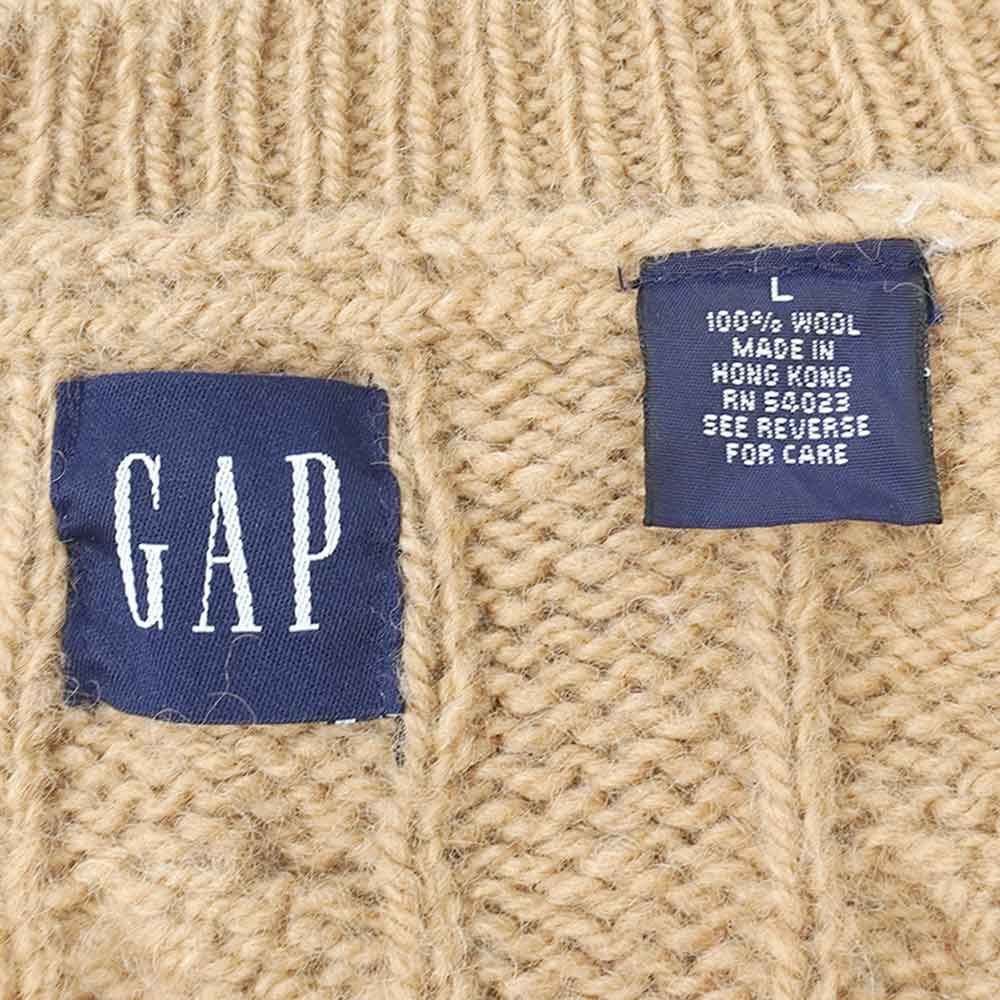 GAP
L
100% WOOL
MADE IN
HONG KONG
RN 54023
SEE REVERSE
FOR CARE